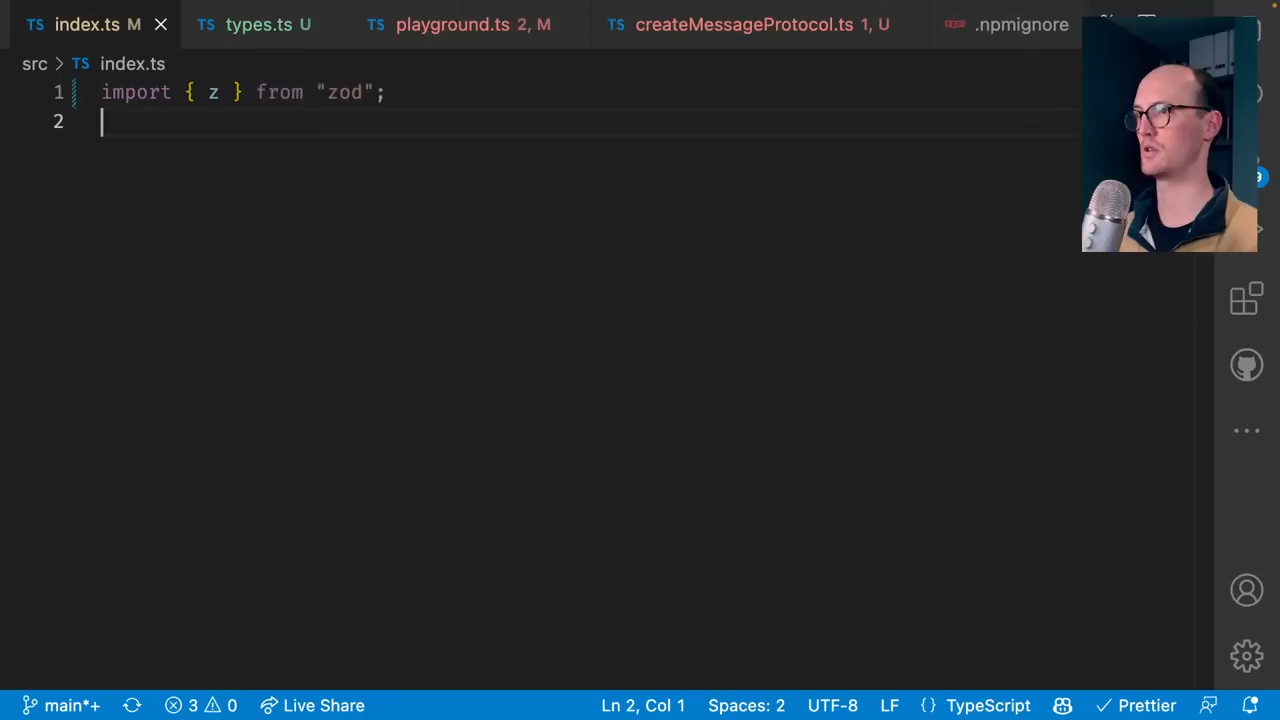 TS index.ts M
TS types.ts U
TS playground.ts 2, M
TS createMessageProtocol.ts 1, U
.npmignore
src > TS index.ts
1 import { z } from "zod";
2
main*+
3
0
Live Share
Ln 2, Col 1
Spaces: 2
UTF-8
LF
{ } TypeScript
Prettier